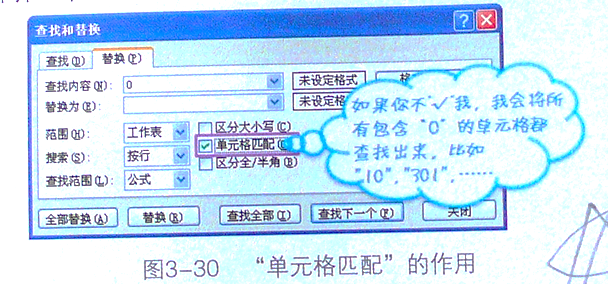 查找和替换
查找(D) 替换(P)
查找内容(N): 0 未设定格式
替换为(E): 未设定格
范围(H): 工作表 区分大小写(C)
搜索(S): 按行 单元格匹配
查找范围(L): 公式 区分全/半角(B)
如果你不“√”我，我会将所
有包含“0”的单元格都
查找出来，比如
"10","301",……
全部替换(A) 替换(R) 查找全部(I) 查找下一个(F) 关闭
图3-30 “单元格匹配”的作用